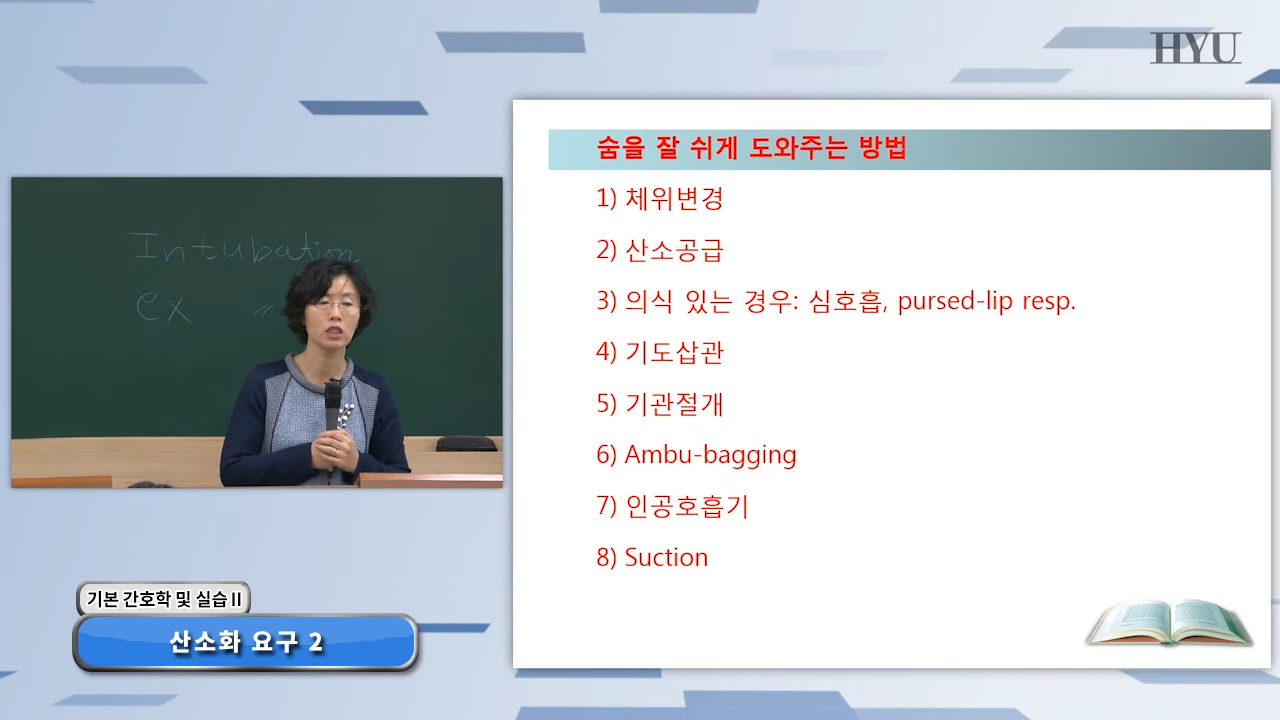 HYU
숨을 잘 쉬게 도와주는 방법
1) 체위변경
2) 산소공급
3) 의식 있는 경우: 심호흡, pursed-lip resp.
4) 기도삽관
5) 기관절개
6) Ambu-bagging
7) 인공호흡기
8) Suction
Intubation
ex 〃
기본 간호학 및 실습 II
산소화 요구 2